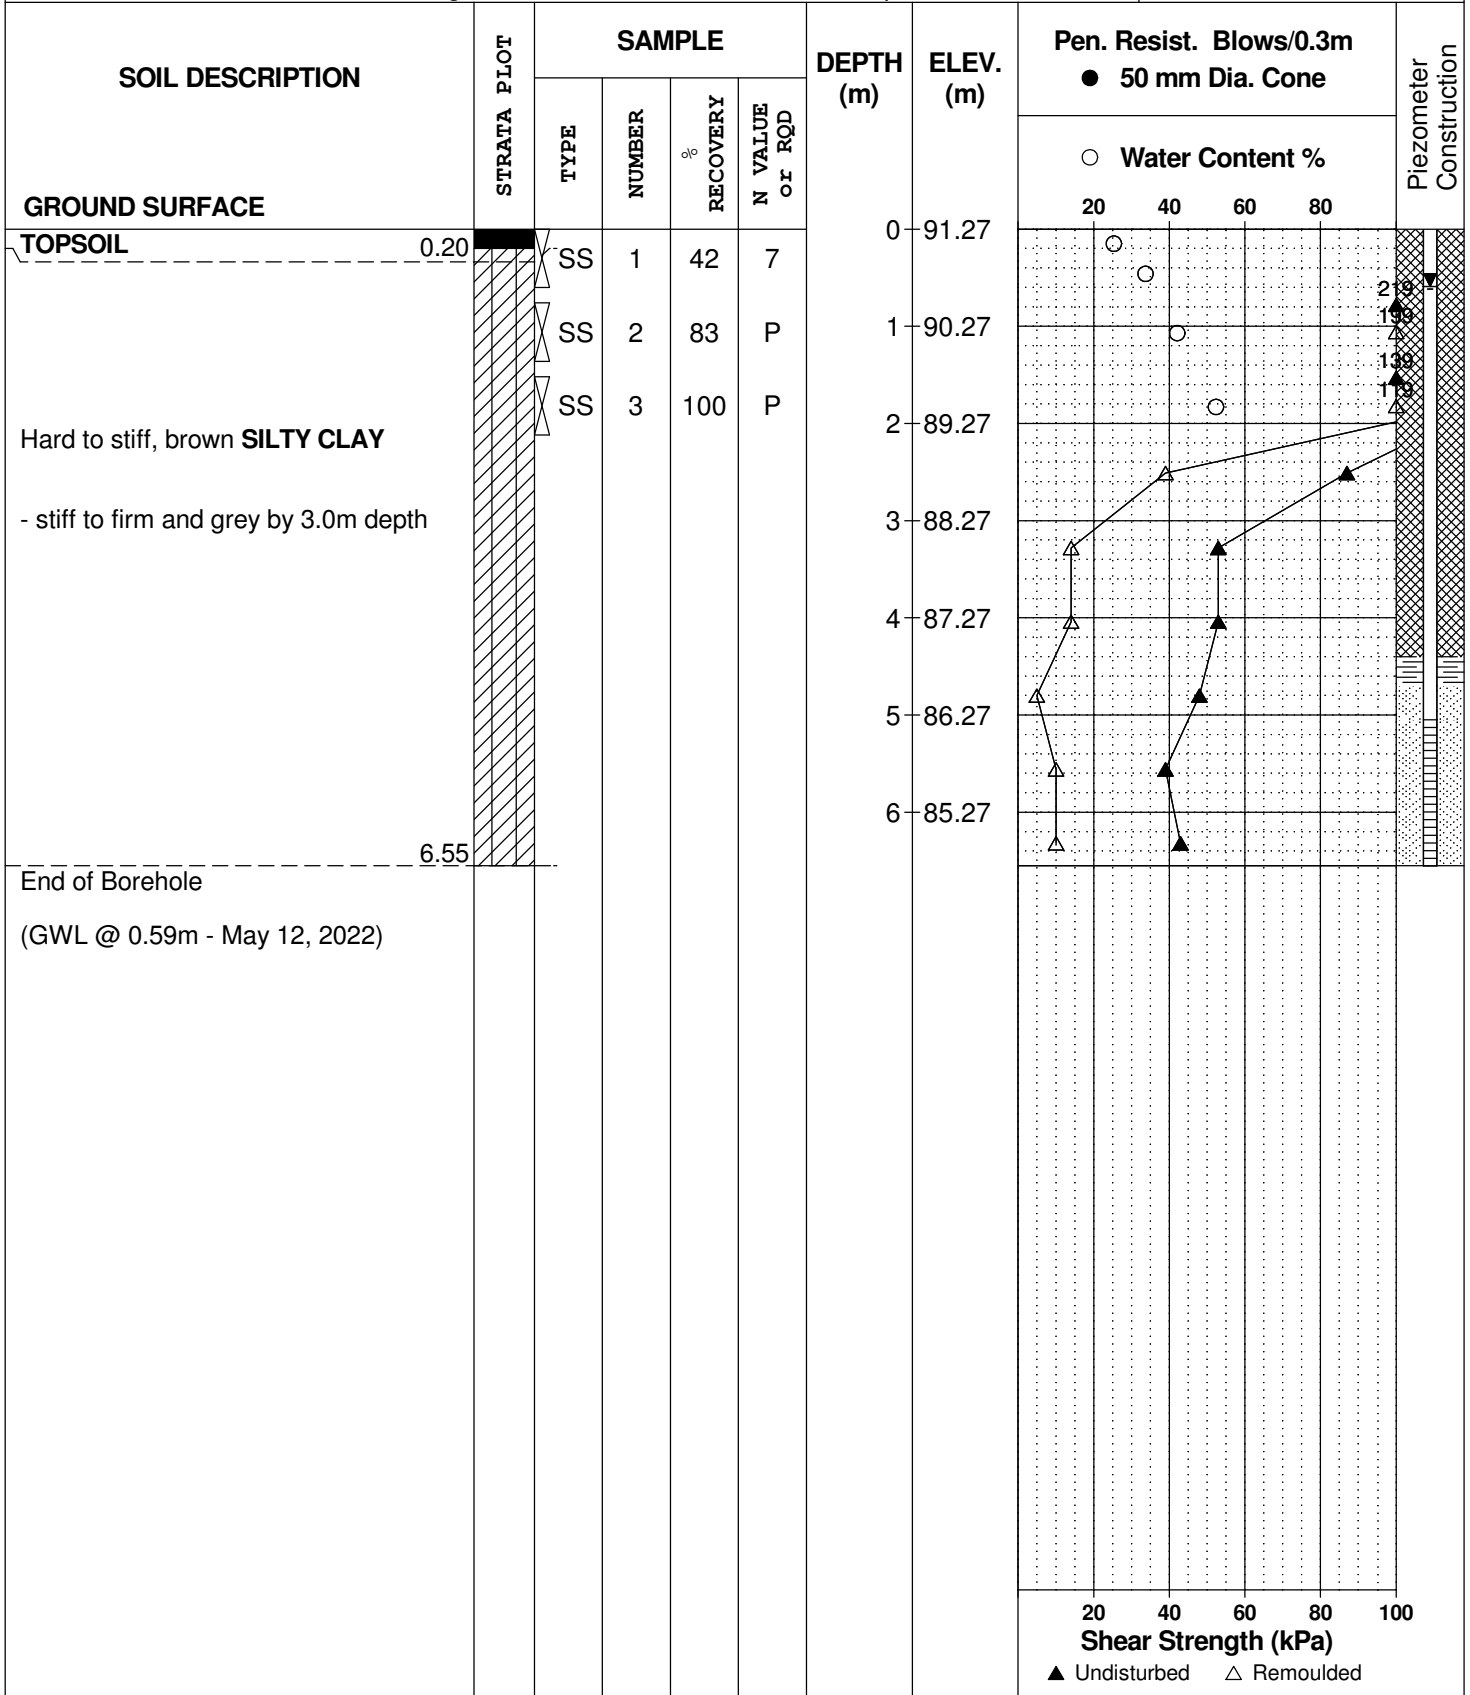 SOIL DESCRIPTION
GROUND SURFACE
STRATA PLOT
SAMPLE
TYPE
NUMBER
% RECOVERY
N VALUE or RQD
DEPTH (m)
ELEV. (m)
Pen. Resist. Blows/0.3m
● 50 mm Dia. Cone
○ Water Content %
20 40 60 80
Piezometer Construction
TOPSOIL 0.20
SS 1 42 7
SS 2 83 P
SS 3 100 P
0 91.27
1 90.27
2 89.27
3 88.27
4 87.27
5 86.27
6 85.27
219
199
139
119
Hard to stiff, brown SILTY CLAY
- stiff to firm and grey by 3.0m depth
6.55
End of Borehole
(GWL @ 0.59m - May 12, 2022)
20 40 60 80 100
Shear Strength (kPa)
▲ Undisturbed △ Remoulded